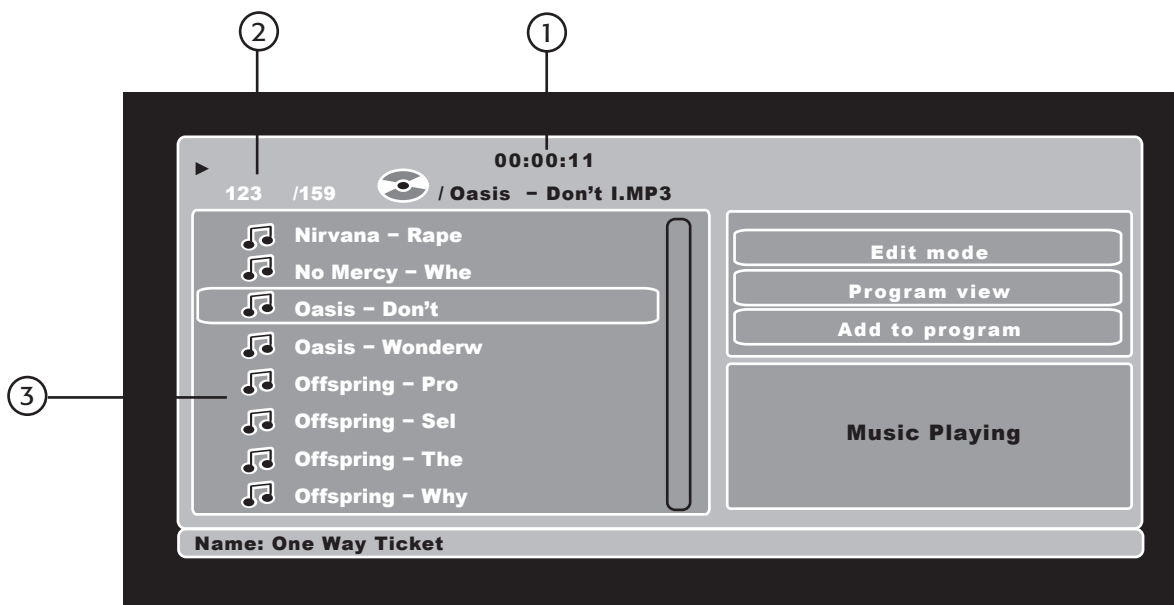 2
1
00:00:11
123 /159 / Oasis – Don't I.MP3
Nirvana – Rape
No Mercy – Whe
Oasis – Don't
Oasis – Wonderw
Offspring – Pro
Offspring – Sel
Offspring – The
Offspring – Why
3
Edit mode
Program view
Add to program
Music Playing
Name: One Way Ticket